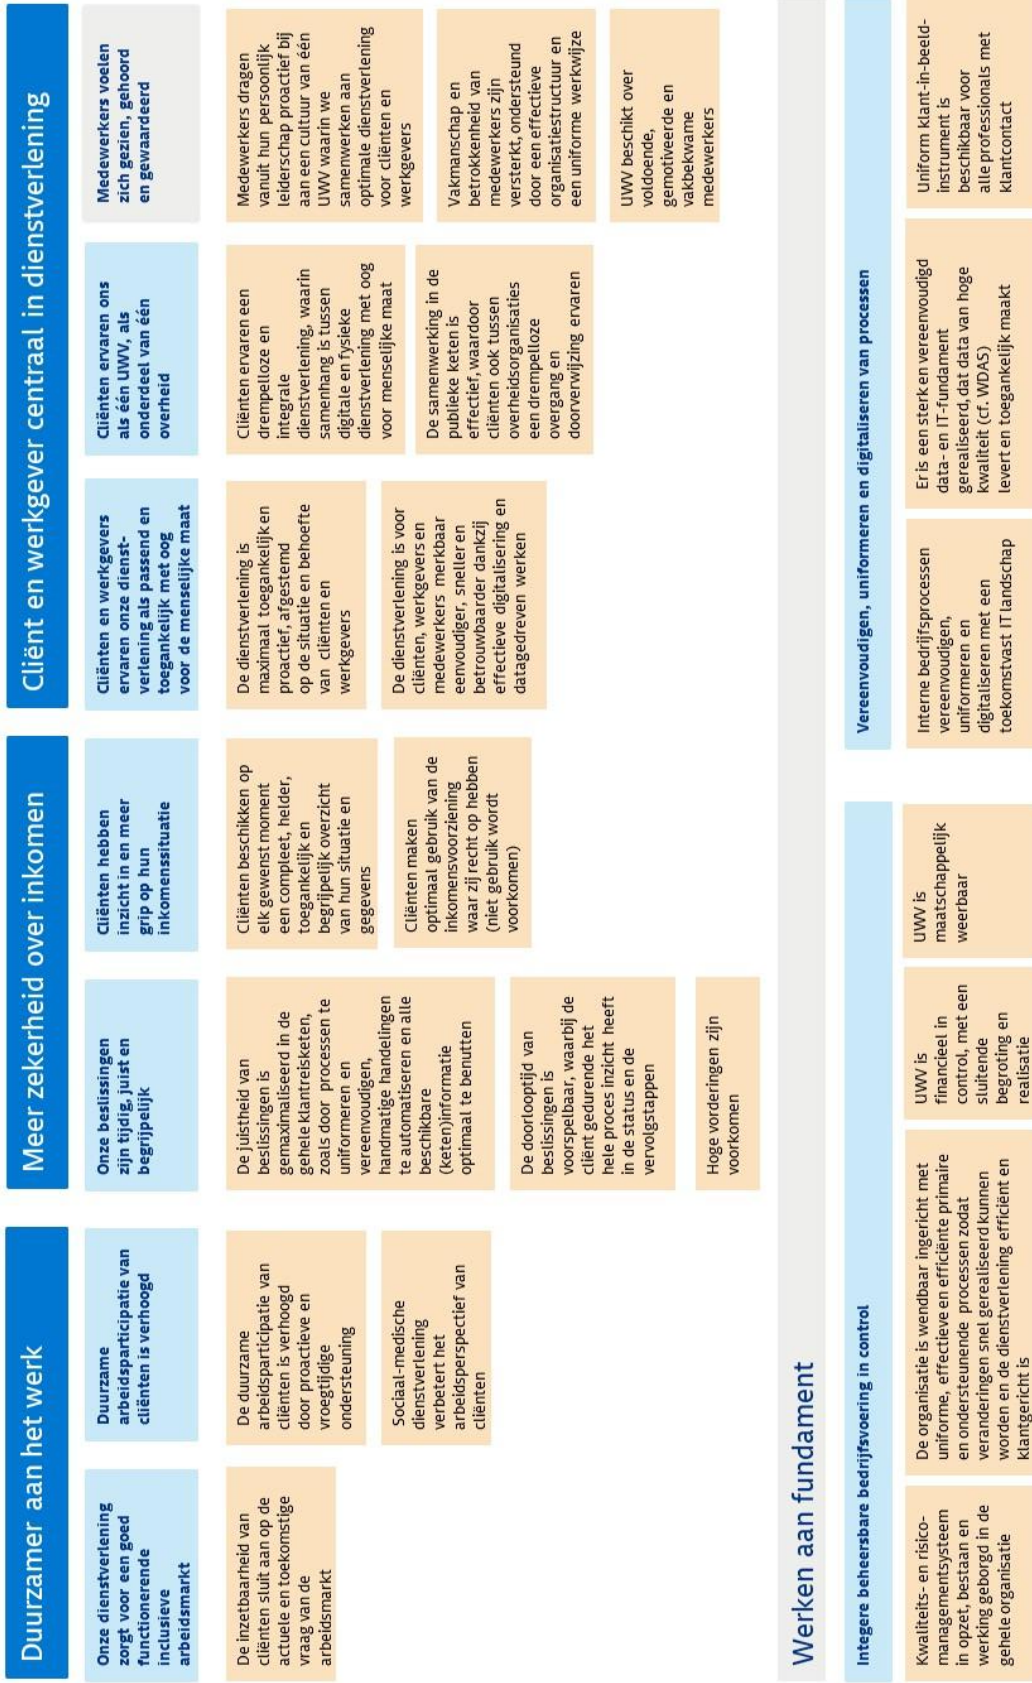 Duurzamer aan het werk
Onze dienstverlening
zorgt voor een goed
functionerende
inclusieve
arbeidsmarkt
De inzetbaarheid van
cliënten sluit aan op de
actuele en toekomstige
vraag van de
arbeidsmarkt
Duurzame
arbeidsparticipatie van
cliënten is verhoogd
De duurzame
arbeidsparticipatie van
cliënten is verhoogd
door proactieve en
vroegtijdige
ondersteuning
Sociaal-medische
dienstverlening
verbetert het
arbeidsperspectief van
cliënten
Meer zekerheid over inkomen
Onze beslissingen
zijn tijdig, juist en
begrijpelijk
De juistheid van
beslissingen is
gemaximaliseerd in de
gehele klantreisketen,
zoals door processen te
uniformeren en
vereenvoudigen,
handmatige handelingen
te automatiseren en alle
beschikbare
(keten)informatie
optimaal te benutten
De doorlooptijd van
beslissingen is
voorspelbaar, waarbij de
cliënt gedurende het
hele proces inzicht heeft
in de status en de
vervolgstappen
Hoge vorderingen zijn
voorkomen
Cliënten hebben
inzicht in en meer
grip op hun
inkomenssituatie
Cliënten beschikken op
elk gewenst moment
een compleet, helder,
toegankelijk en
begrijpelijk overzicht
van hun situatie en
gegevens
Cliënten maken
optimaal gebruik van de
inkomensvoorziening
waar zij recht op hebben
(niet gebruik wordt
voorkomen)
Cliënt en werkgever centraal in dienstverlening
Cliënten en werkgevers
ervaren onze dienst-
verlening als passend en
toegankelijk met oog
voor de menselijke maat
De dienstverlening is
maximaal toegankelijk en
proactief, afgestemd
op de situatie en behoefte
van cliënten en
werkgevers
De dienstverlening is voor
cliënten, werkgevers en
medewerkers merkbaar
eenvoudiger, sneller en
betrouwbaarder dankzij
effectieve digitalisering en
datagedreven werken
Cliënten ervaren ons
als één UWV, als
onderdeel van één
overheid
Cliënten ervaren een
drempelloze en
integrale
dienstverlening, waarin
samenhang is tussen
digitale en fysieke
dienstverlening met oog
voor menselijke maat
De samenwerking in de
publieke keten is
effectief, waardoor
cliënten ook tussen
overheidsorganisaties
een drempelloze
overgang en
doorverwijzing ervaren
Medewerkers voelen
zich gezien, gehoord
en gewaardeerd
Medewerkers dragen
vanuit hun persoonlijk
leiderschap proactief bij
aan een cultuur van één
UWV waarin we
samenwerken aan
optimale dienstverlening
voor cliënten en
werkgevers
Vakmanschap en
betrokkenheid van
medewerkers zijn
versterkt, ondersteund
door een effectieve
organisatiestructuur en
een uniforme werkwijze
UWV beschikt over
voldoende,
gemotiveerde en
vakbekwame
medewerkers
Werken aan fundament
Integere beheersbare bedrijfsvoering in control
Kwaliteits- en risico-
managementsysteem
in opzet, bestaan en
werking geborgd in de
gehele organisatie
De organisatie is wendbaar ingericht met
uniforme, effectieve en efficiënte primaire
en ondersteunende processen zodat
veranderingen snel gerealiseerd kunnen
worden en de dienstverlening efficiënt en
klantgericht is
UWV is
financieel in
control, met een
sluitende
begroting en
realisatie
UWV is
maatschappelijk
weerbaar
Vereenvoudigen, uniformeren en digitaliseren van processen
Interne bedrijfsprocessen
vereenvoudigen,
uniformeren en
digitaliseren met een
toekomstvast IT landschap
Er is een sterk en vereenvoudigd
data- en IT-fundament
gerealiseerd, dat data van hoge
kwaliteit (cf. WDAS)
levert en toegankelijk maakt
Uniform klant-in-beeld-
instrument is
beschikbaar voor
alle professionals met
klantcontact